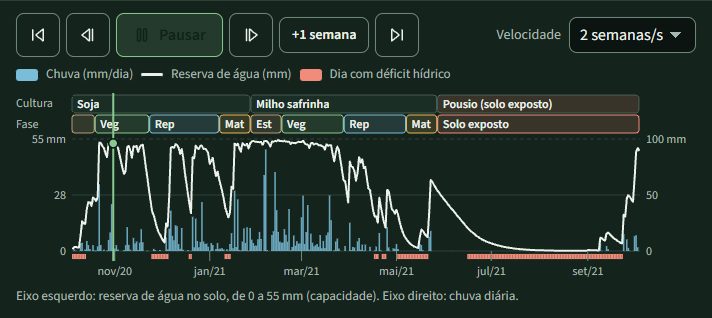 Pausar
+1 semana
Velocidade
2 semanas/s
Chuva (mm/dia)
Reserva de água (mm)
Dia com déficit hídrico
Cultura
Soja
Milho safrinha
Pousio (solo exposto)
Fase
Veg
Rep
Mat
Est
Veg
Rep
Mat
Solo exposto
55 mm
100 mm
28
50
0
0
nov/20
jan/21
mar/21
mai/21
jul/21
set/21
Eixo esquerdo: reserva de água no solo, de 0 a 55 mm (capacidade). Eixo direito: chuva diária.